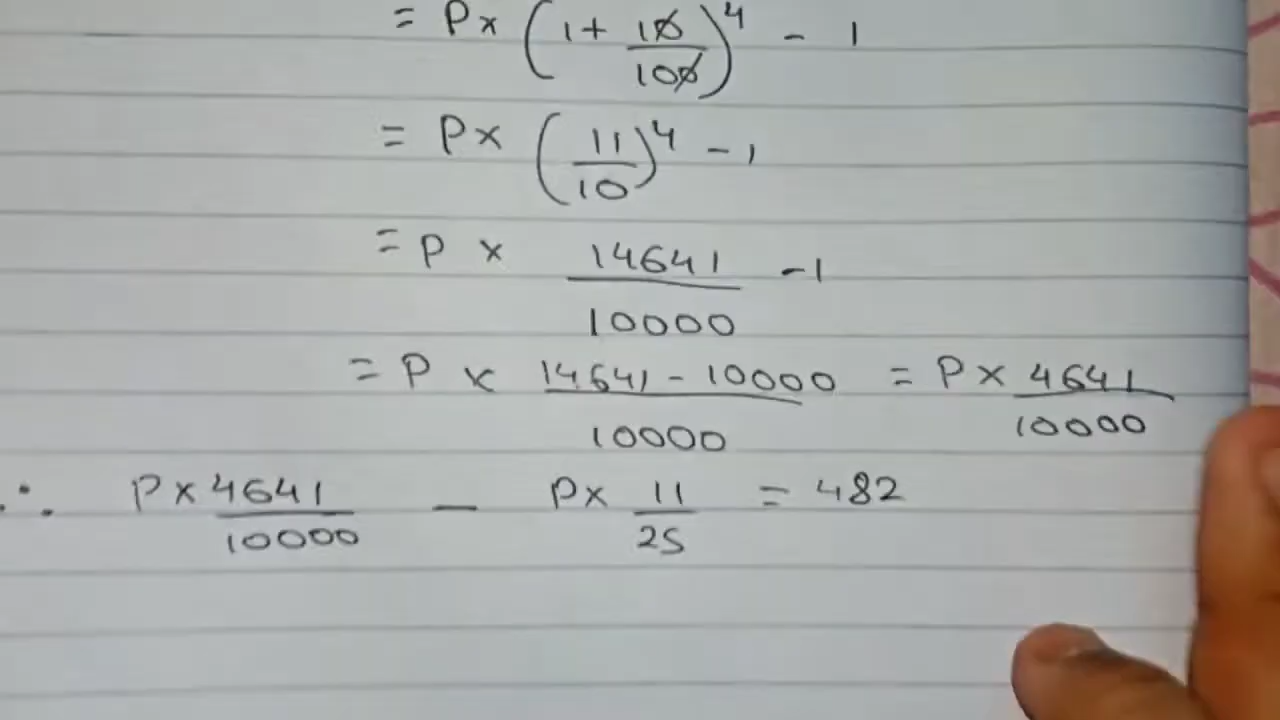 = P × (1 + 10/100)^4 - 1
= P × (11/10)^4 - 1
= P × 14641/10000 - 1
= P × 14641 - 10000/10000 = P × 4641/10000
∴ P × 4641/10000 - P × 11/25 = 482